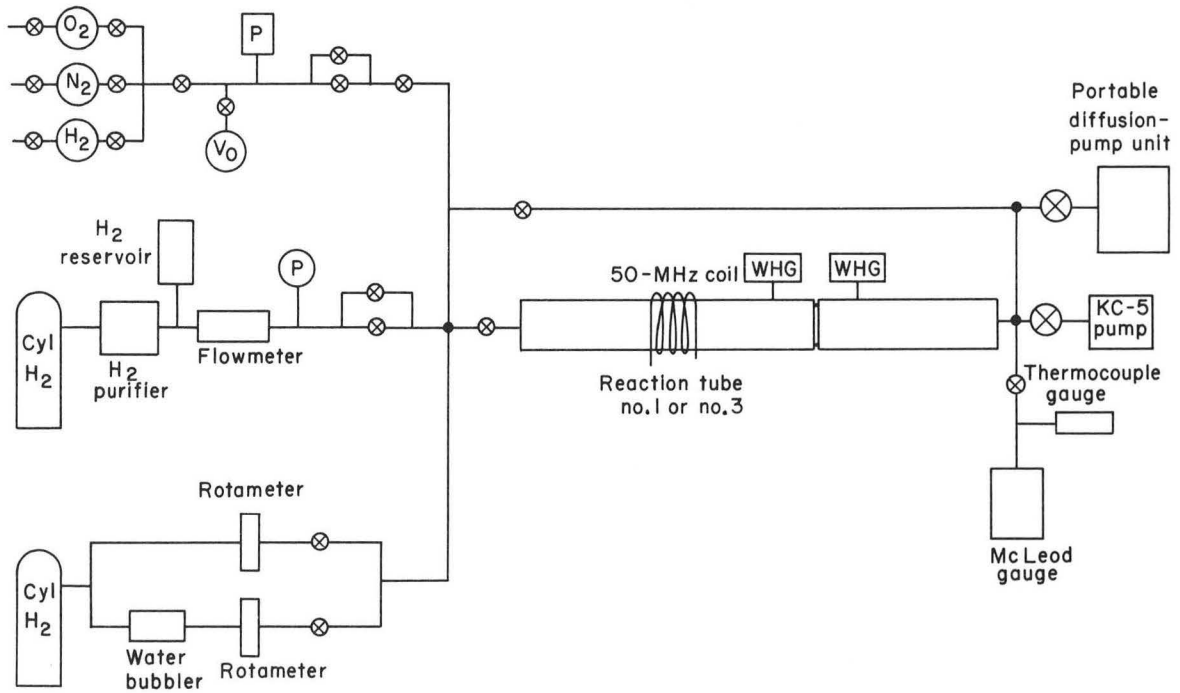 O2
P
N2
H2
VO
Portable
diffusion-
pump unit
H2
reservoir
P
50-MHz coil
WHG
WHG
Cyl
H2
H2
purifier
Flowmeter
KC-5
pump
Reaction tube
no.1 or no.3
Thermocouple
gauge
Rotameter
Mc Leod
gauge
Cyl
H2
Water
bubbler
Rotameter